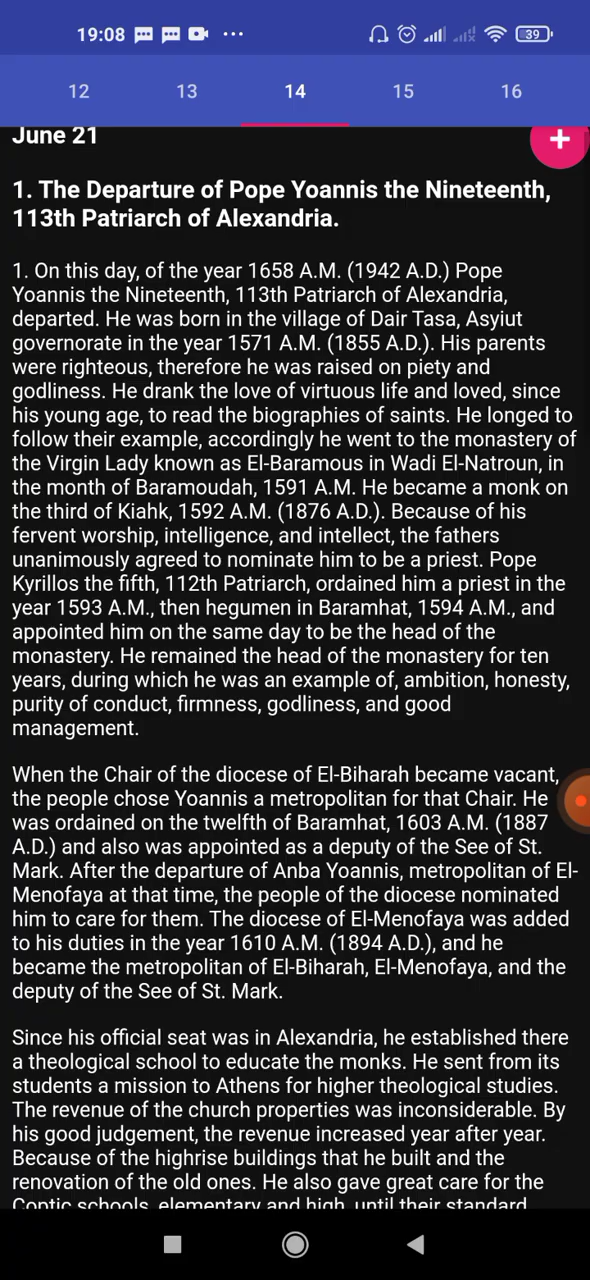 19:08
39
12 13 14 15 16
June 21
+
1. The Departure of Pope Yoannis the Nineteenth,
113th Patriarch of Alexandria.
1. On this day, of the year 1658 A.M. (1942 A.D.) Pope
Yoannis the Nineteenth, 113th Patriarch of Alexandria,
departed. He was born in the village of Dair Tasa, Asyiut
governorate in the year 1571 A.M. (1855 A.D.). His parents
were righteous, therefore he was raised on piety and
godliness. He drank the love of virtuous life and loved, since
his young age, to read the biographies of saints. He longed to
follow their example, accordingly he went to the monastery of
the Virgin Lady known as El-Baramous in Wadi El-Natroun, in
the month of Baramoudah, 1591 A.M. He became a monk on
the third of Kiahk, 1592 A.M. (1876 A.D.). Because of his
fervent worship, intelligence, and intellect, the fathers
unanimously agreed to nominate him to be a priest. Pope
Kyrillos the fifth, 112th Patriarch, ordained him a priest in the
year 1593 A.M., then hegumen in Baramhat, 1594 A.M., and
appointed him on the same day to be the head of the
monastery. He remained the head of the monastery for ten
years, during which he was an example of, ambition, honesty,
purity of conduct, firmness, godliness, and good
management.
When the Chair of the diocese of El-Biharah became vacant,
the people chose Yoannis a metropolitan for that Chair. He
was ordained on the twelfth of Baramhat, 1603 A.M. (1887
A.D.) and also was appointed as a deputy of the See of St.
Mark. After the departure of Anba Yoannis, metropolitan of El-
Menofaya at that time, the people of the diocese nominated
him to care for them. The diocese of El-Menofaya was added
to his duties in the year 1610 A.M. (1894 A.D.), and he
became the metropolitan of El-Biharah, El-Menofaya, and the
deputy of the See of St. Mark.
Since his official seat was in Alexandria, he established there
a theological school to educate the monks. He sent from its
students a mission to Athens for higher theological studies.
The revenue of the church properties was inconsiderable. By
his good judgement, the revenue increased year after year.
Because of the highrise buildings that he built and the
renovation of the old ones. He also gave great care for the
Coptic schools, elementary and high, until their standard